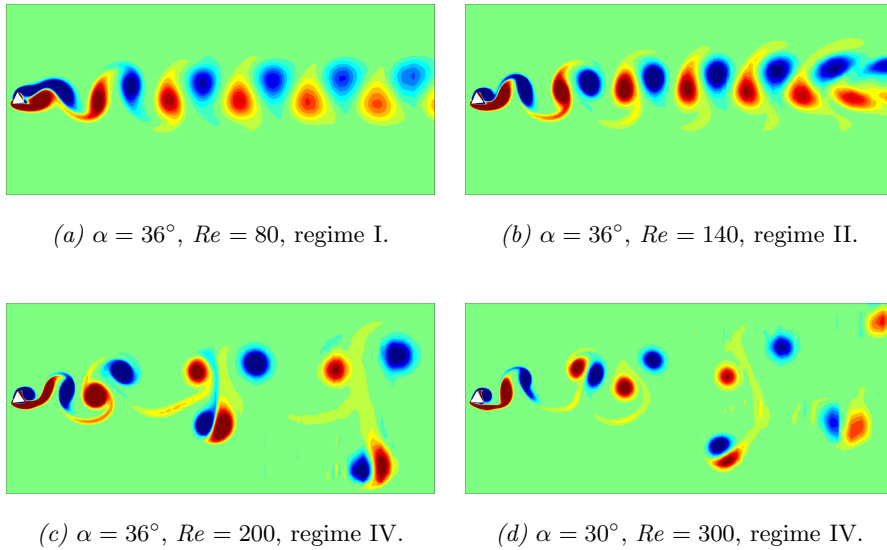 (a) α = 36°, Re = 80, regime I.
(b) α = 36°, Re = 140, regime II.
(c) α = 36°, Re = 200, regime IV.
(d) α = 30°, Re = 300, regime IV.